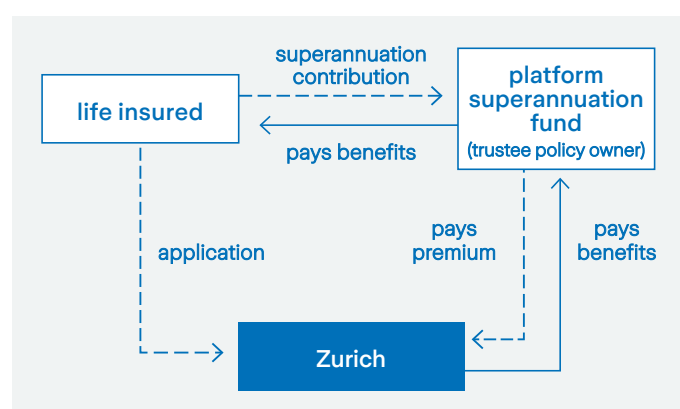 superannuation
contribution
life insured
platform
superannuation
fund
(trustee policy owner)
pays benefits
application
pays
premium
pays
benefits
Zurich